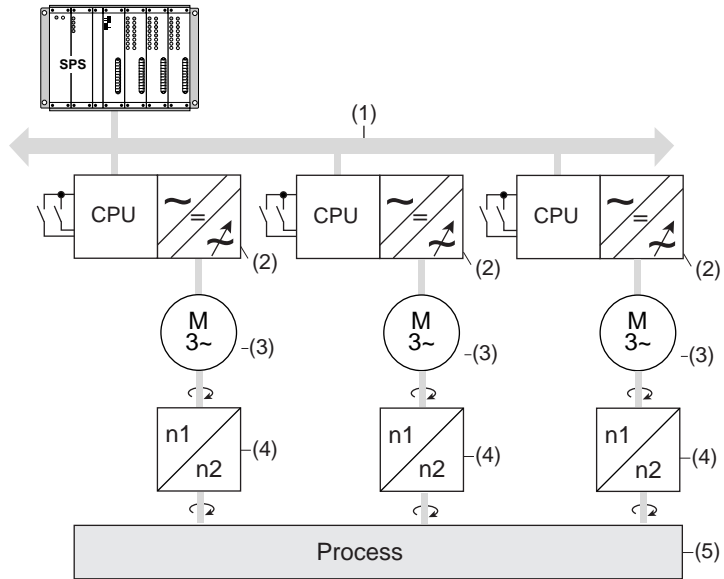 SPS
(1)
CPU ~ = ~ CPU ~ = ~ CPU ~ = ~
(2) (2) (2)
M M M
3~ 3~ 3~
(3) (3) (3)
n1 n1 n1
(4) (4) (4)
n2 n2 n2
Process (5)